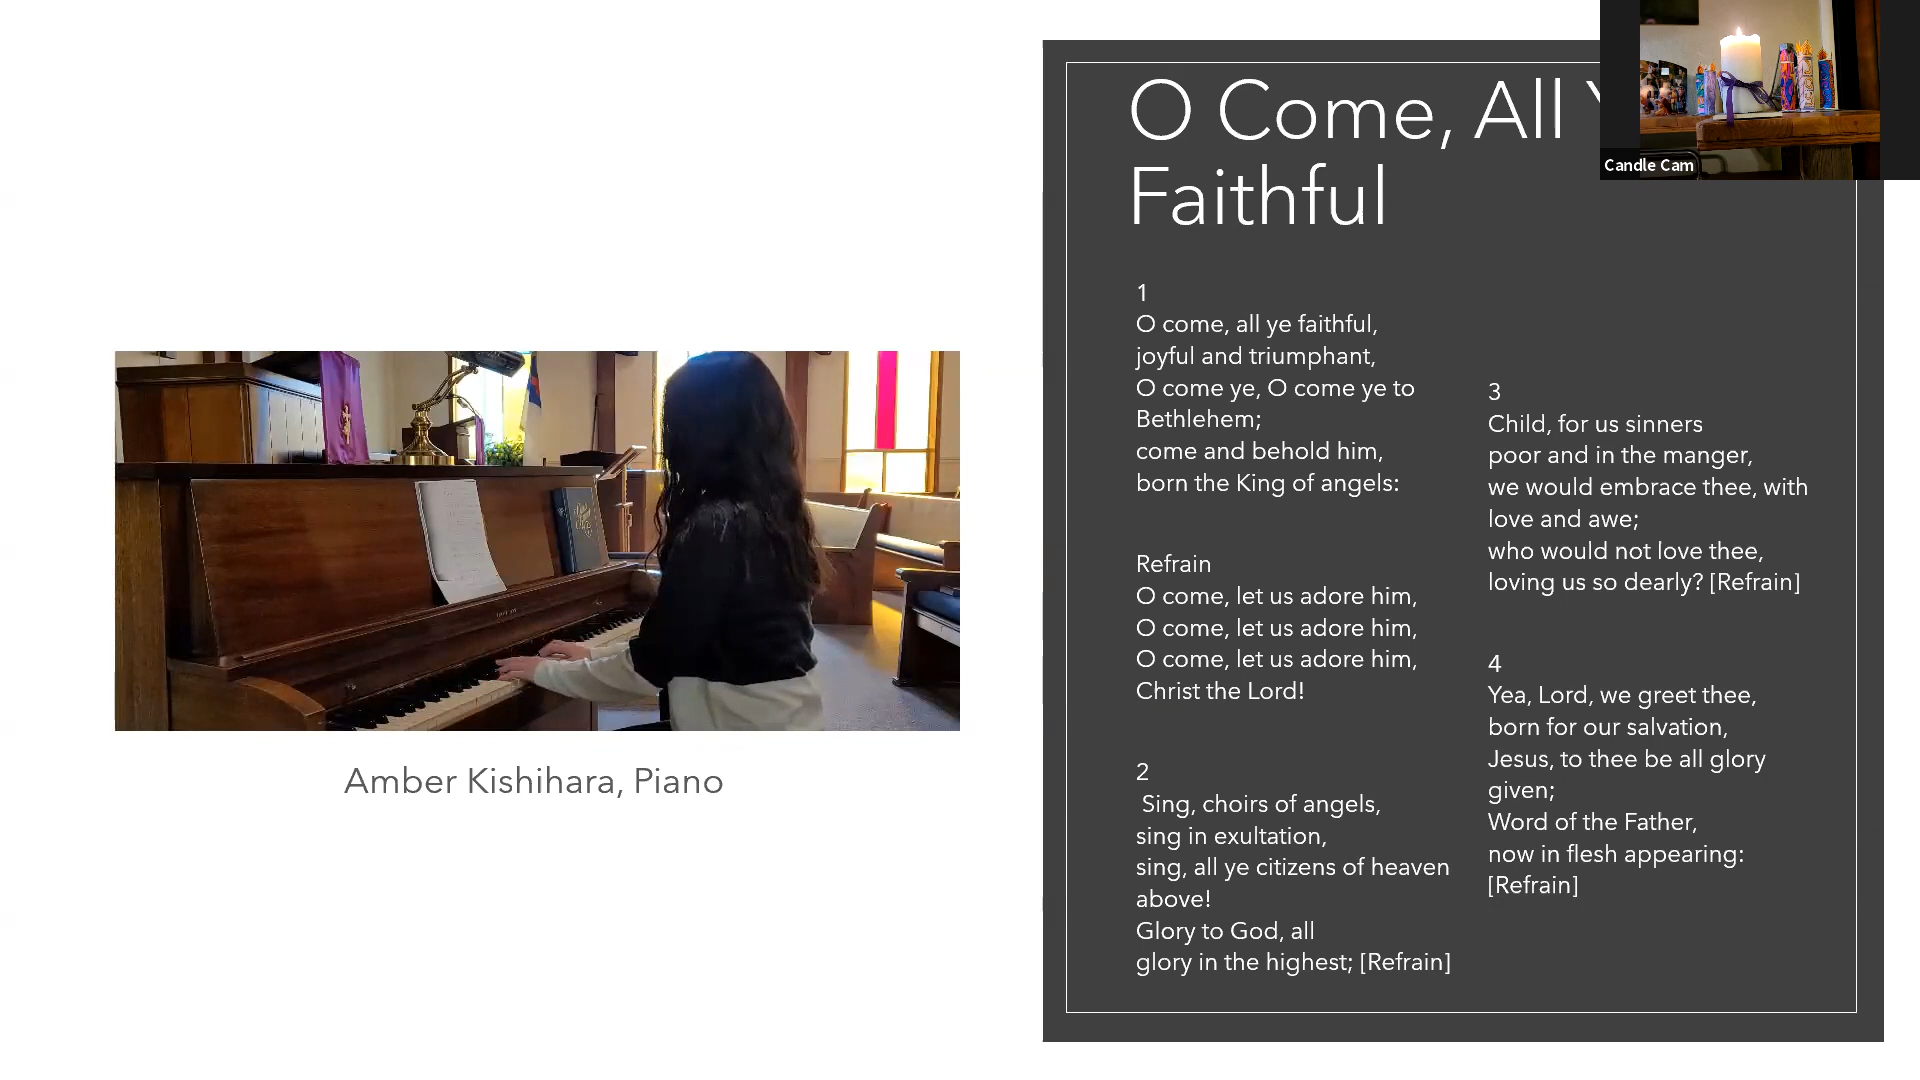 O Come, All
Faithful
Candle Cam
1
O come, all ye faithful,
joyful and triumphant,
O come ye, O come ye to
Bethlehem;
come and behold him,
born the King of angels:
Refrain
O come, let us adore him,
O come, let us adore him,
O come, let us adore him,
Christ the Lord!
2
Sing, choirs of angels,
sing in exultation,
sing, all ye citizens of heaven
above!
Glory to God, all
glory in the highest; [Refrain]
3
Child, for us sinners
poor and in the manger,
we would embrace thee, with
love and awe;
who would not love thee,
loving us so dearly? [Refrain]
4
Yea, Lord, we greet thee,
born for our salvation,
Jesus, to thee be all glory
given;
Word of the Father,
now in flesh appearing:
[Refrain]
Amber Kishihara, Piano